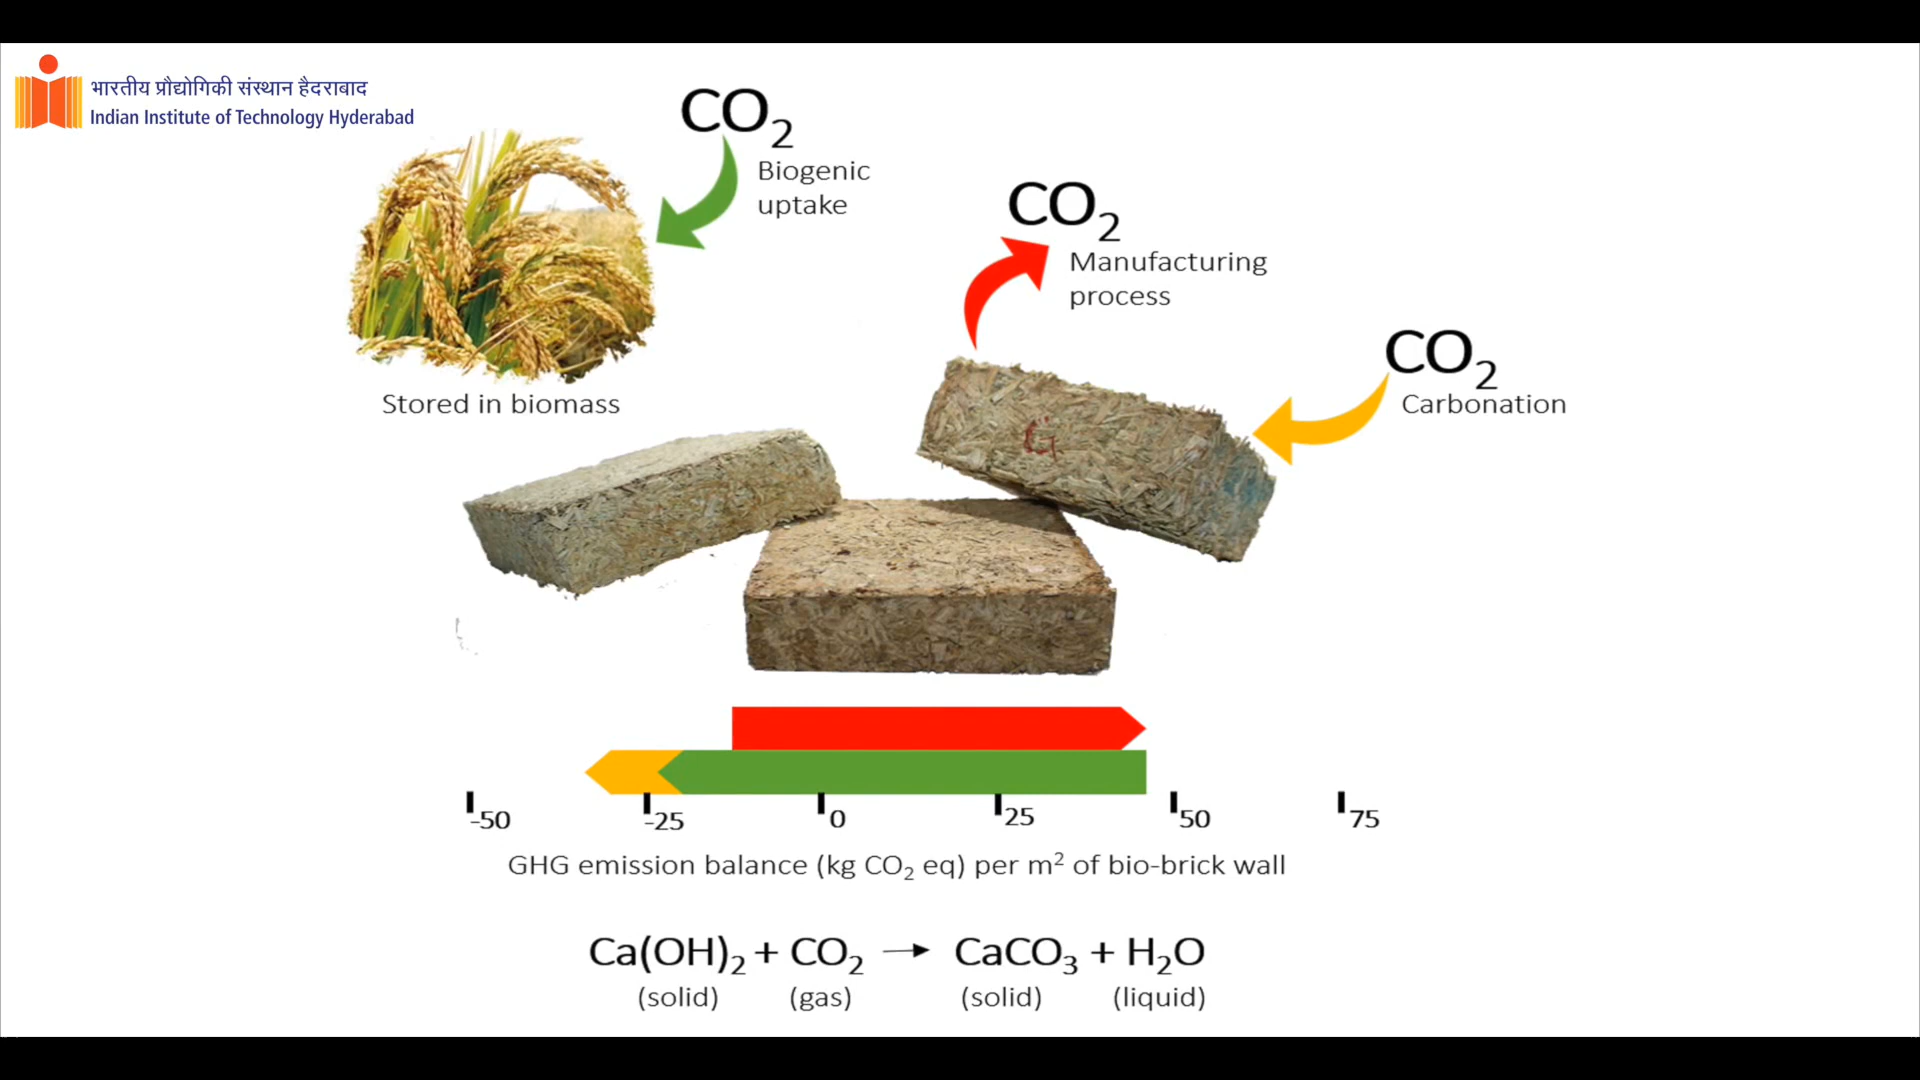 भारतीय प्रौद्योगिकी संस्थान हैदराबाद
Indian Institute of Technology Hyderabad
CO₂
Biogenic
uptake
CO₂
Manufacturing
process
CO₂
Carbonation
Stored in biomass
G
-50
-25
0
25
50
75
GHG emission balance (kg CO₂ eq) per m² of bio-brick wall
Ca(OH)₂ + CO₂ → CaCO₃ + H₂O
(solid) (gas) (solid) (liquid)